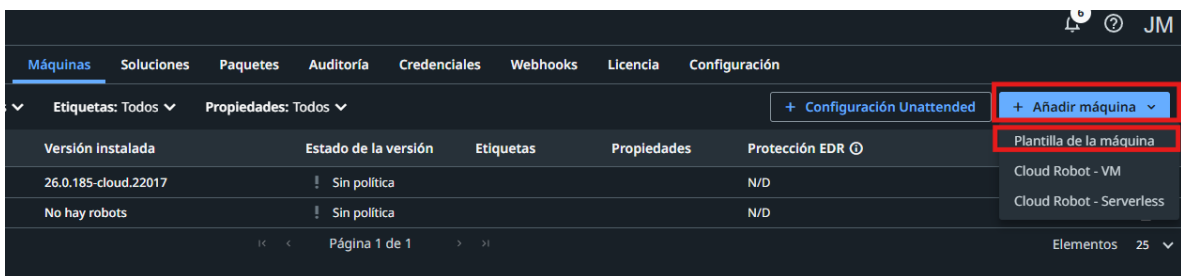 6 JM
Máquinas Soluciones Paquetes Auditoría Credenciales Webhooks Licencia Configuración
s Etiquetas: Todos Propiedades: Todos + Configuración Unattended + Añadir máquina
Versión instalada Estado de la versión Etiquetas Propiedades Protección EDR
Plantilla de la máquina
26.0.185-cloud.22017 ! Sin política N/D
Cloud Robot - VM
Cloud Robot - Serverless
No hay robots ! Sin política N/D
Página 1 de 1 Elementos 25